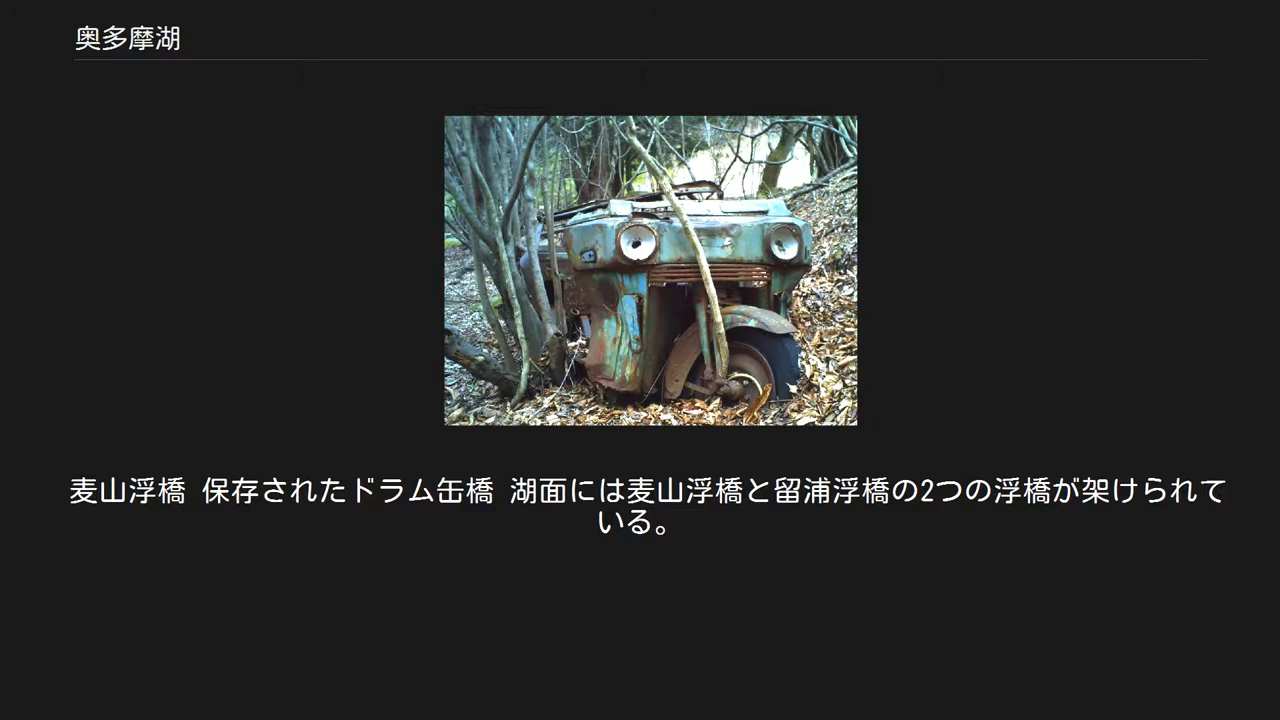 奥多摩湖
麦山浮橋 保存されたドラム缶橋 湖面には麦山浮橋と留浦浮橋の2つの浮橋が架けられて
いる。